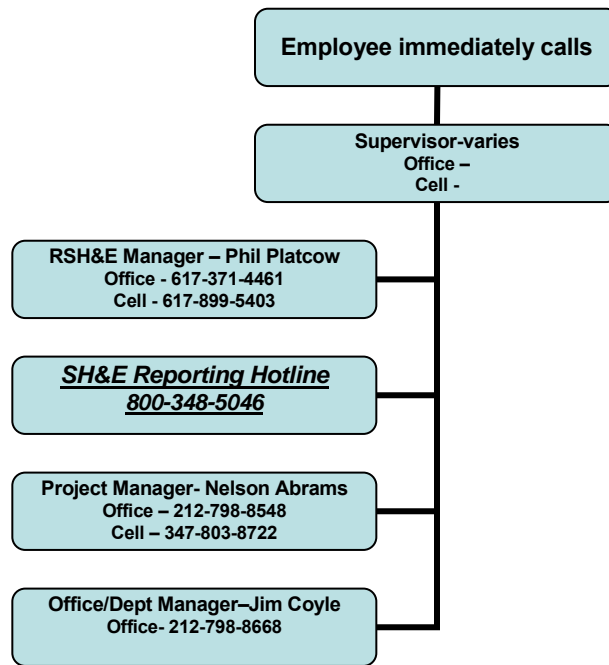 Employee immediately calls
Supervisor-varies
Office –
Cell -
RSH&E Manager – Phil Platcow
Office - 617-371-4461
Cell - 617-899-5403
SH&E Reporting Hotline
800-348-5046
Project Manager- Nelson Abrams
Office – 212-798-8548
Cell – 347-803-8722
Office/Dept Manager–Jim Coyle
Office- 212-798-8668